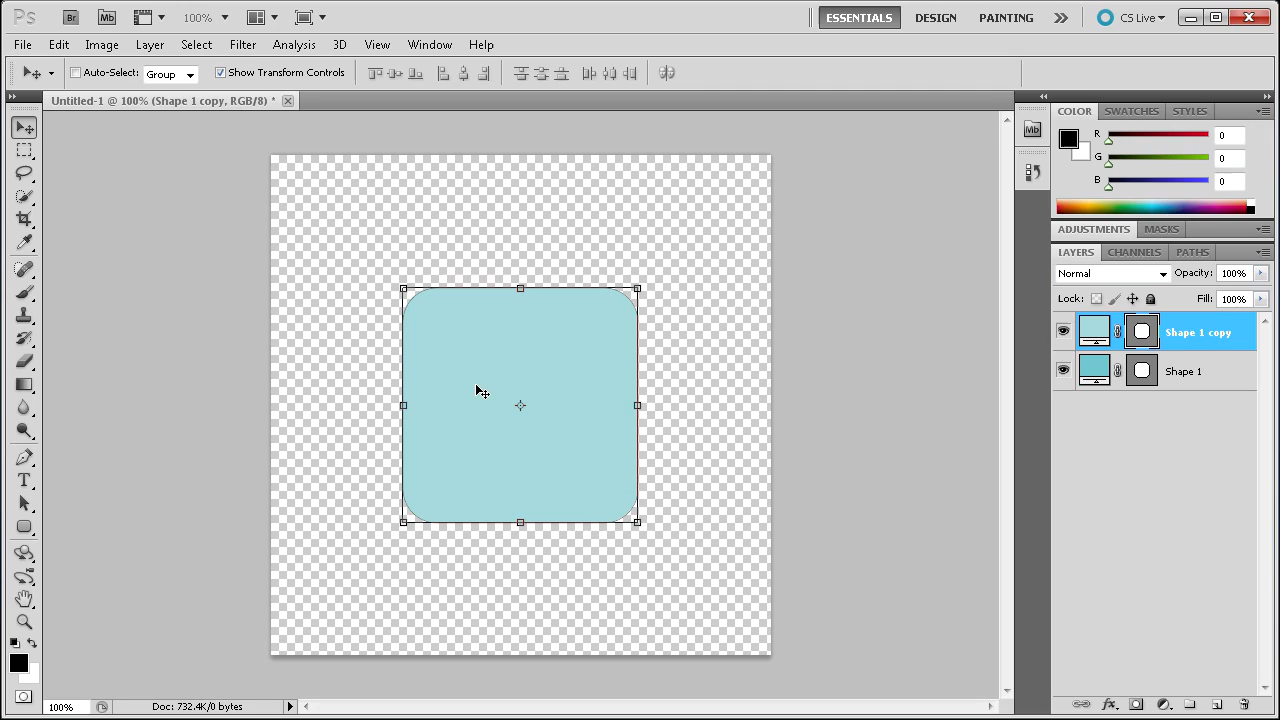 Ps Br Mb 100% ESSENTIALS DESIGN PAINTING CS Live
File Edit Image Layer Select Filter Analysis 3D View Window Help
Auto-Select: Group Show Transform Controls
Untitled-1 @ 100% (Shape 1 copy, RGB/8) *
COLOR SWATCHES STYLES
Mb
R 0
G 0
B 0
ADJUSTMENTS MASKS
LAYERS CHANNELS PATHS
Normal Opacity: 100%
Lock: Fill: 100%
Shape 1 copy
Shape 1
T
100% Doc: 732.4K/0 bytes
fx